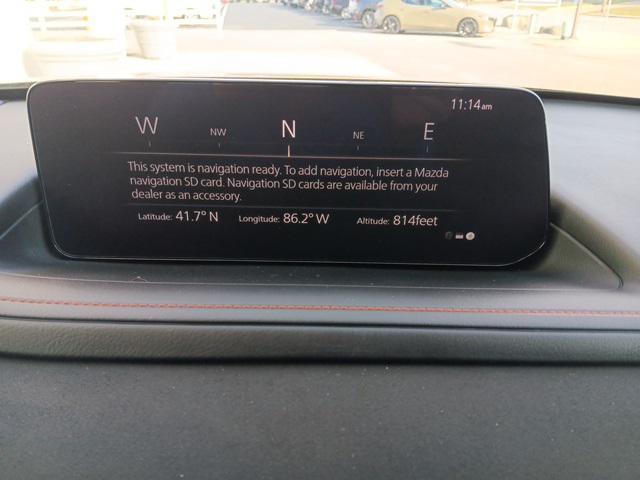 11:14am
W NW N NE E
This system is navigation ready. To add navigation, insert a Mazda
navigation SD card. Navigation SD cards are available from your
dealer as an accessory.
Latitude: 41.7° N Longitude: 86.2° W Altitude: 814feet